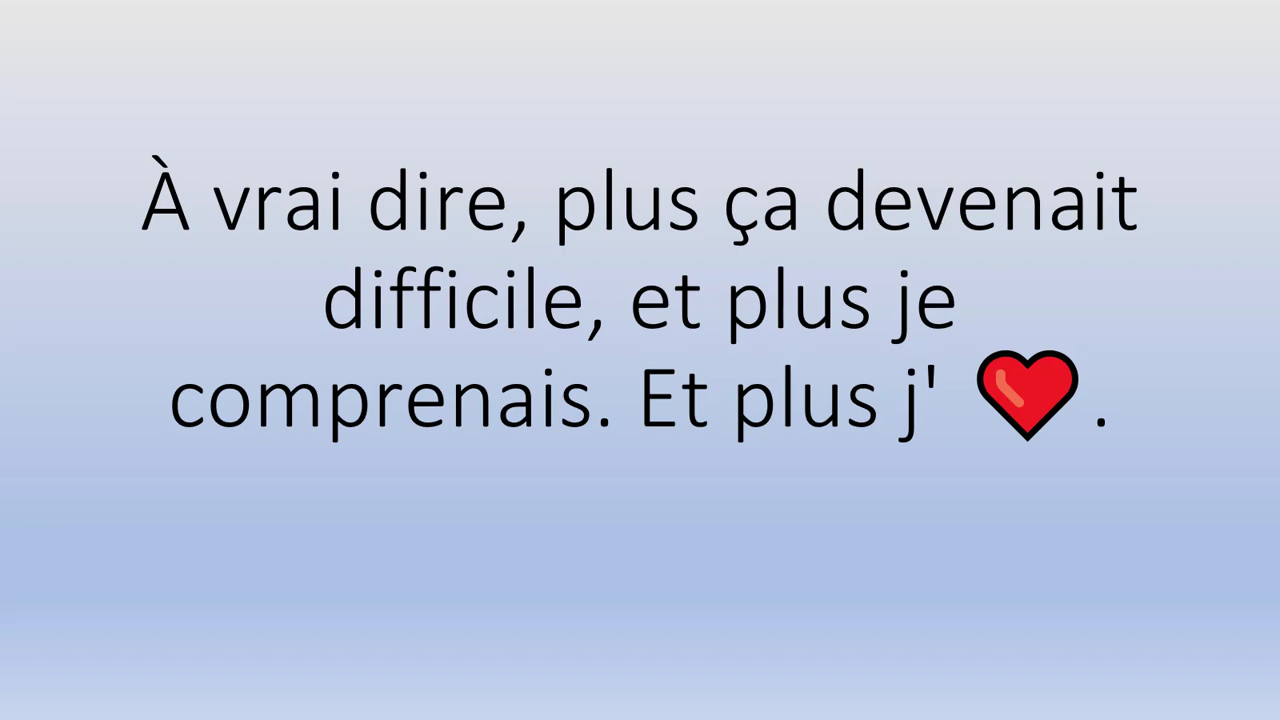 À vrai dire, plus ça devenait
difficile, et plus je
comprenais. Et plus j' ❤️.